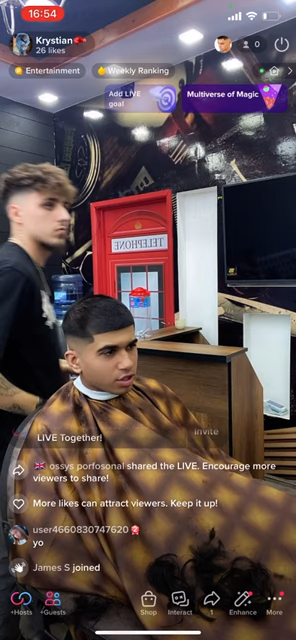 16:54
Krystian🇹🇷
26 likes
0
Entertainment
Weekly Ranking
Add LIVE goal
Multiverse of Magic
TELEPHONE
LIVE Together!
Invite
🇬🇧 ossys porfosonal shared the LIVE. Encourage more
viewers to share!
More likes can attract viewers. Keep it up!
user4660830747620
yo
James S joined
+Hosts
+Guests
Shop
Interact
1
Enhance
More